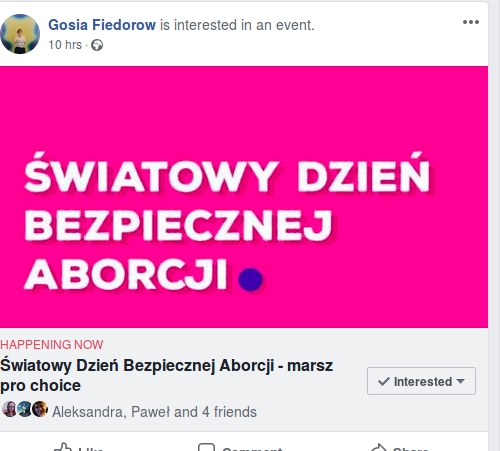 Gosia Fiedorow is interested in an event.
10 hrs ·
ŚWIATOWY DZIEŃ
BEZPIECZNEJ
ABORCJI
HAPPENING NOW
Światowy Dzień Bezpiecznej Aborcji - marsz
pro choice
Interested
Aleksandra, Paweł and 4 friends
Like
Comment
Share